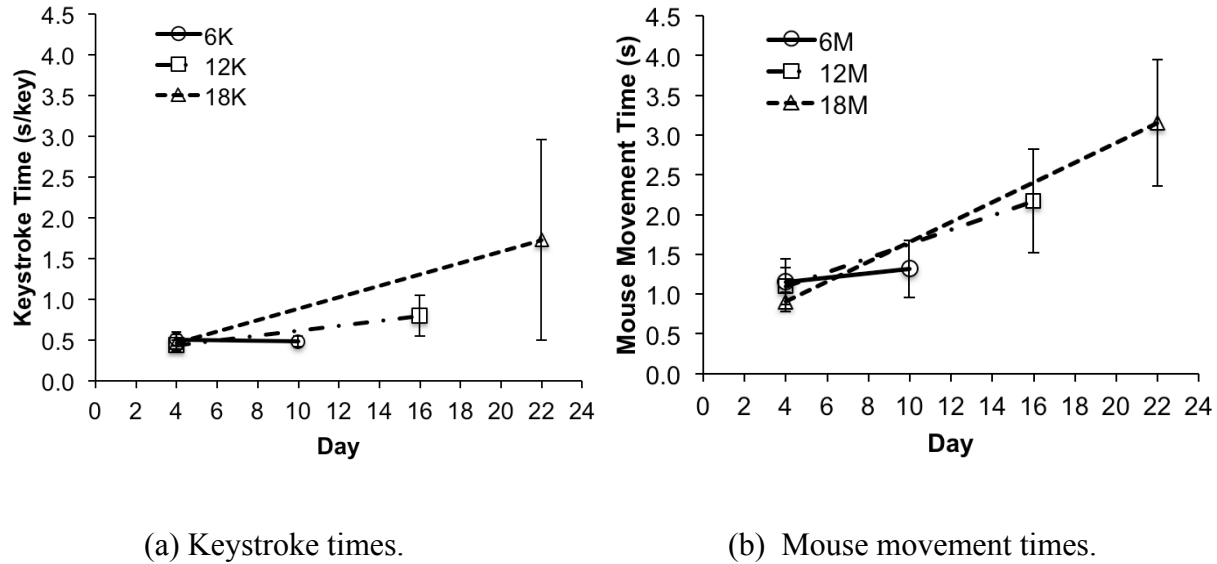 4.5
4.0
3.5
3.0
2.5
2.0
1.5
1.0
0.5
0.0
Keystroke Time (s/key)
6K
12K
18K
0 2 4 6 8 10 12 14 16 18 20 22 24
Day
(a) Keystroke times.
4.5
4.0
3.5
3.0
2.5
2.0
1.5
1.0
0.5
0.0
Mouse Movement Time (s)
6M
12M
18M
0 2 4 6 8 10 12 14 16 18 20 22 24
Day
(b) Mouse movement times.